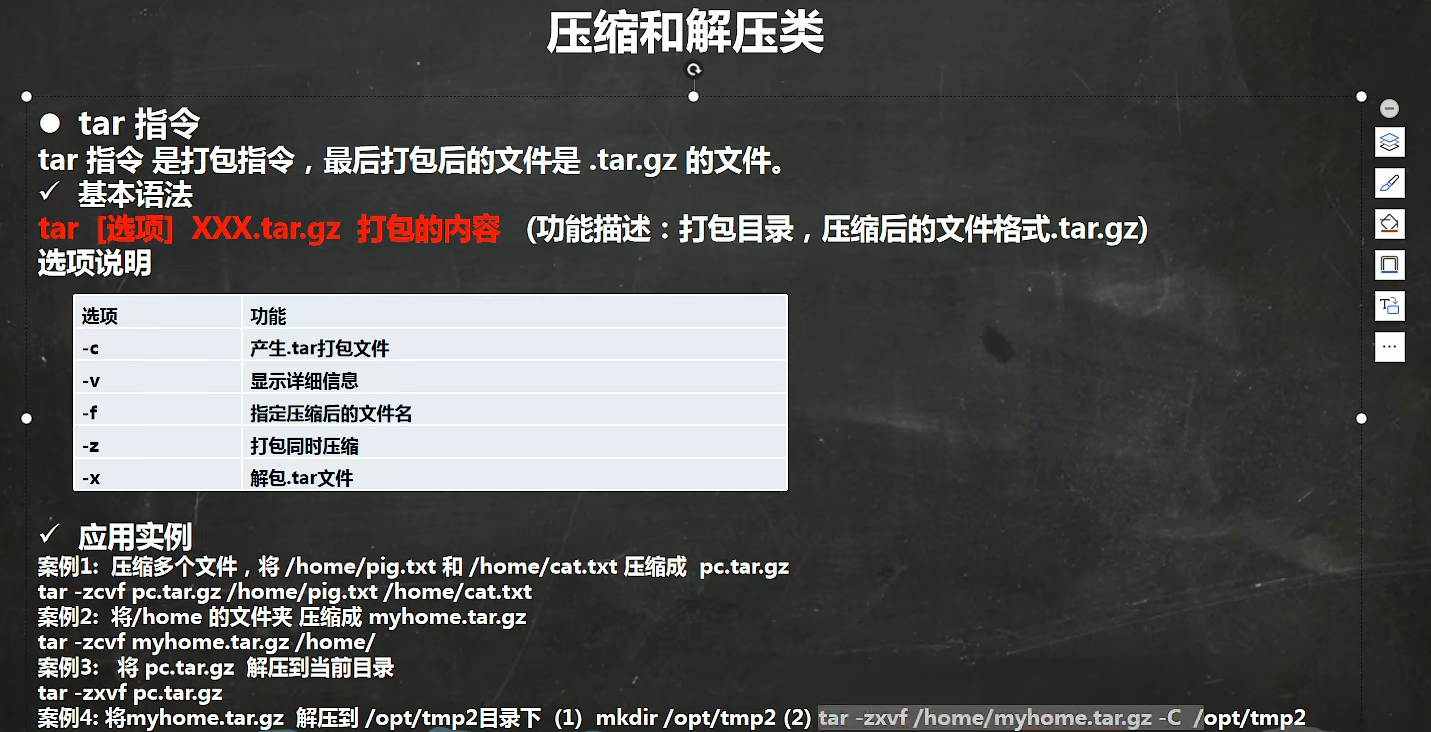 压缩和解压类
● tar 指令
tar 指令 是打包指令，最后打包后的文件是 .tar.gz 的文件。
✓ 基本语法
tar [选项] XXX.tar.gz 打包的内容 (功能描述：打包目录，压缩后的文件格式.tar.gz)
选项说明
选项 功能
-c 产生.tar打包文件
-v 显示详细信息
-f 指定压缩后的文件名
-z 打包同时压缩
-x 解包.tar文件
✓ 应用实例
案例1: 压缩多个文件，将 /home/pig.txt 和 /home/cat.txt 压缩成 pc.tar.gz
tar -zcvf pc.tar.gz /home/pig.txt /home/cat.txt
案例2: 将/home 的文件夹 压缩成 myhome.tar.gz
tar -zcvf myhome.tar.gz /home/
案例3: 将 pc.tar.gz 解压到当前目录
tar -zxvf pc.tar.gz
案例4: 将myhome.tar.gz 解压到 /opt/tmp2目录下 (1) mkdir /opt/tmp2 (2) tar -zxvf /home/myhome.tar.gz -C /opt/tmp2